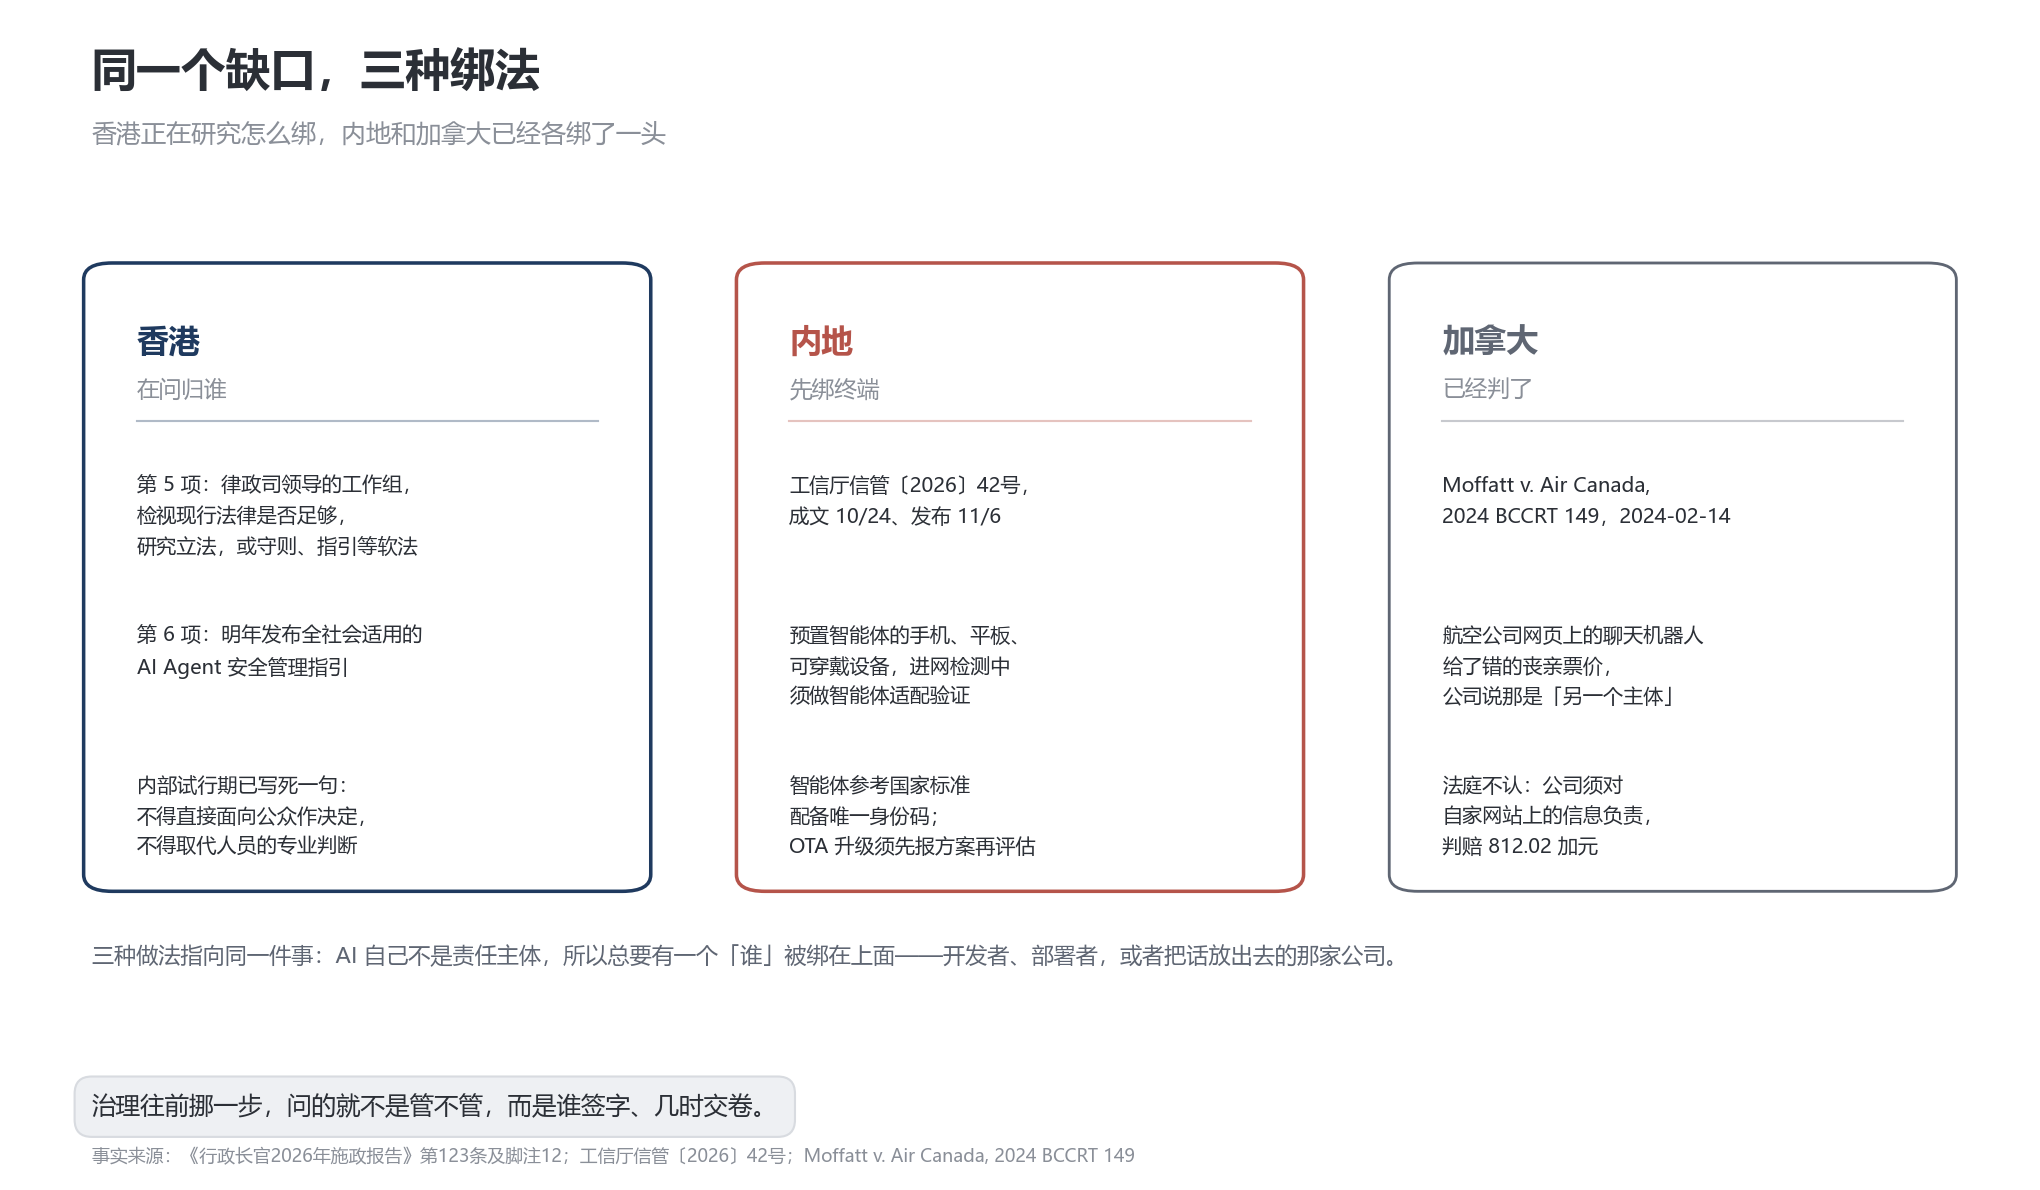 同一个缺口，三种绑法
香港正在研究怎么绑，内地和加拿大已经各绑了一头
香港
在问归谁
第 5 项：律政司领导的工作组，
检视现行法律是否足够，
研究立法，或守则、指引等软法
第 6 项：明年发布全社会适用的
AI Agent 安全管理指引
内部试行期已写死一句：
不得直接面向公众作决定，
不得取代人员的专业判断
内地
先绑终端
工信厅信管〔2026〕42号，
成文 10/24、发布 11/6
预置智能体的手机、平板、
可穿戴设备，进网检测中
须做智能体适配验证
智能体参考国家标准
配备唯一身份码；
OTA 升级须先报方案再评估
加拿大
已经判了
Moffatt v. Air Canada,
2024 BCCRT 149，2024-02-14
航空公司网页上的聊天机器人
给了错的丧亲票价，
公司说那是「另一个主体」
法庭不认：公司须对
自家网站上的信息负责，
判赔 812.02 加元
三种做法指向同一件事：AI 自己不是责任主体，所以总要有一个「谁」被绑在上面——开发者、部署者，或者把话放出去的那家公司。
治理往前挪一步，问的就不是管不管，而是谁签字、几时交卷。
事实来源：《行政长官2026年施政报告》第123条及脚注12；工信厅信管〔2026〕42号；Moffatt v. Air Canada, 2024 BCCRT 149